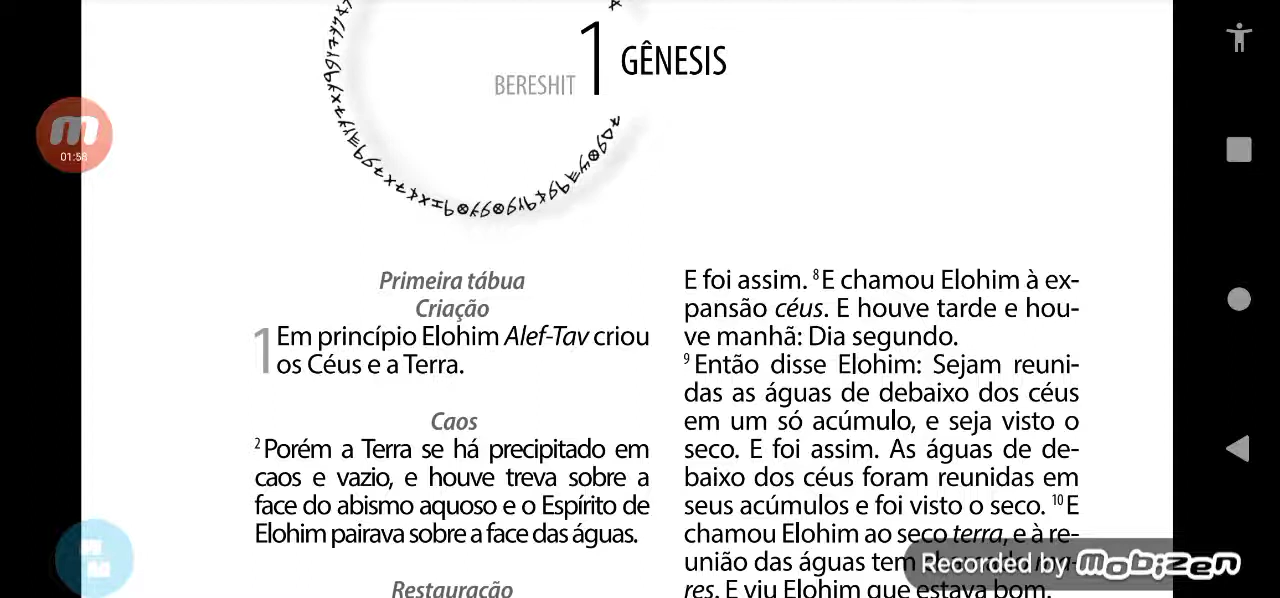 BERESHIT 1 GÊNESIS
01:58
Primeira tábua
Criação
1 Em princípio Elohim Alef-Tav criou
os Céus e a Terra.
Caos
2 Porém a Terra se há precipitado em
caos e vazio, e houve treva sobre a
face do abismo aquoso e o Espírito de
Elohim pairava sobre a face das águas.
Restauração
E foi assim. 8 E chamou Elohim à ex-
pansão céus. E houve tarde e hou-
ve manhã: Dia segundo.
9 Então disse Elohim: Sejam reuni-
das as águas de debaixo dos céus
em um só acúmulo, e seja visto o
seco. E foi assim. As águas de de-
baixo dos céus foram reunidas em
seus acúmulos e foi visto o seco. 10 E
chamou Elohim ao seco terra, e à re-
união das águas tem
res. E viu Elohim que estava bom.
Recorded by mobizen